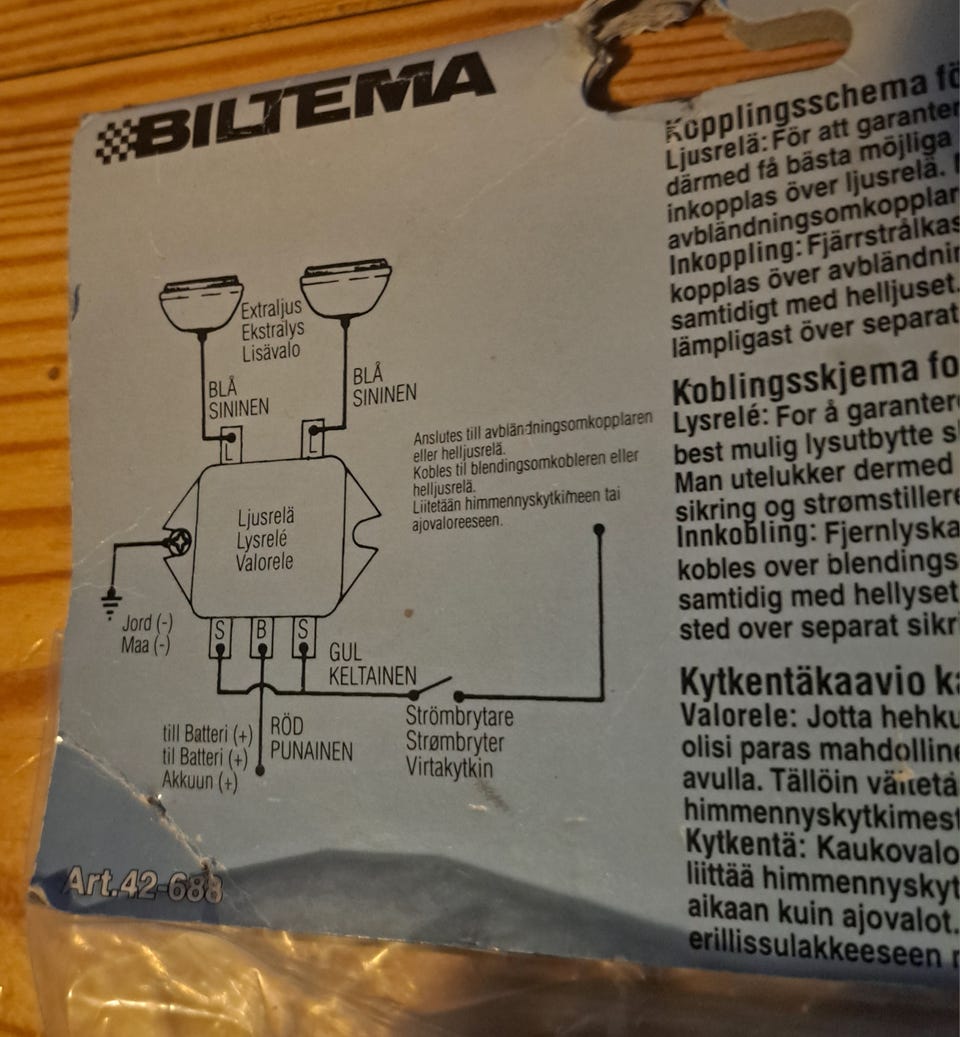 BILTEMA
Extraljus
Ekstralys
Lisävalo
BLÅ
SININEN
BLÅ
SININEN
L
L
Anslutes till avbländningsomkopplaren
eller helljusrelä.
Kobles til blendingsomkobleren eller
helljusrelä.
Liitetään himmennyskytkimeen tai
ajovaloreeseen.
Ljusrelä
Lysrelé
Valorele
Jord (-)
Maa (-)
S
B
S
GUL
KELTAINEN
till Batteri (+)
til Batteri (+)
Akkuun (+)
RÖD
PUNAINEN
Strömbrytare
Strømbryter
Virtakytkin
Art.42-688
Kopplingsschema fö
Ljusrelä: För att garanter
därmed få bästa möjliga
inkopplas över ljusrelä.
avbländningsomkopplar
Inkoppling: Fjärrstrålkas
kopplas över avbländnin
samtidigt med helljuset.
lämpligast över separat
Koblingsskjema fo
Lysrelé: For å garantere
best mulig lysutbytte s
Man utelukker dermed
sikring og strømstillere
Innkobling: Fjernlyska
kobles over blendings
samtidig med hellyset
sted over separat sikri
Kytkentäkaavio ka
Valorele: Jotta hehku
olisi paras mahdolline
avulla. Tällöin vältetä
himmennyskytkimest
Kytkentä: Kaukovalo
liittää himmennyskyt
aikaan kuin ajovalot.
erillissulakkeeseen